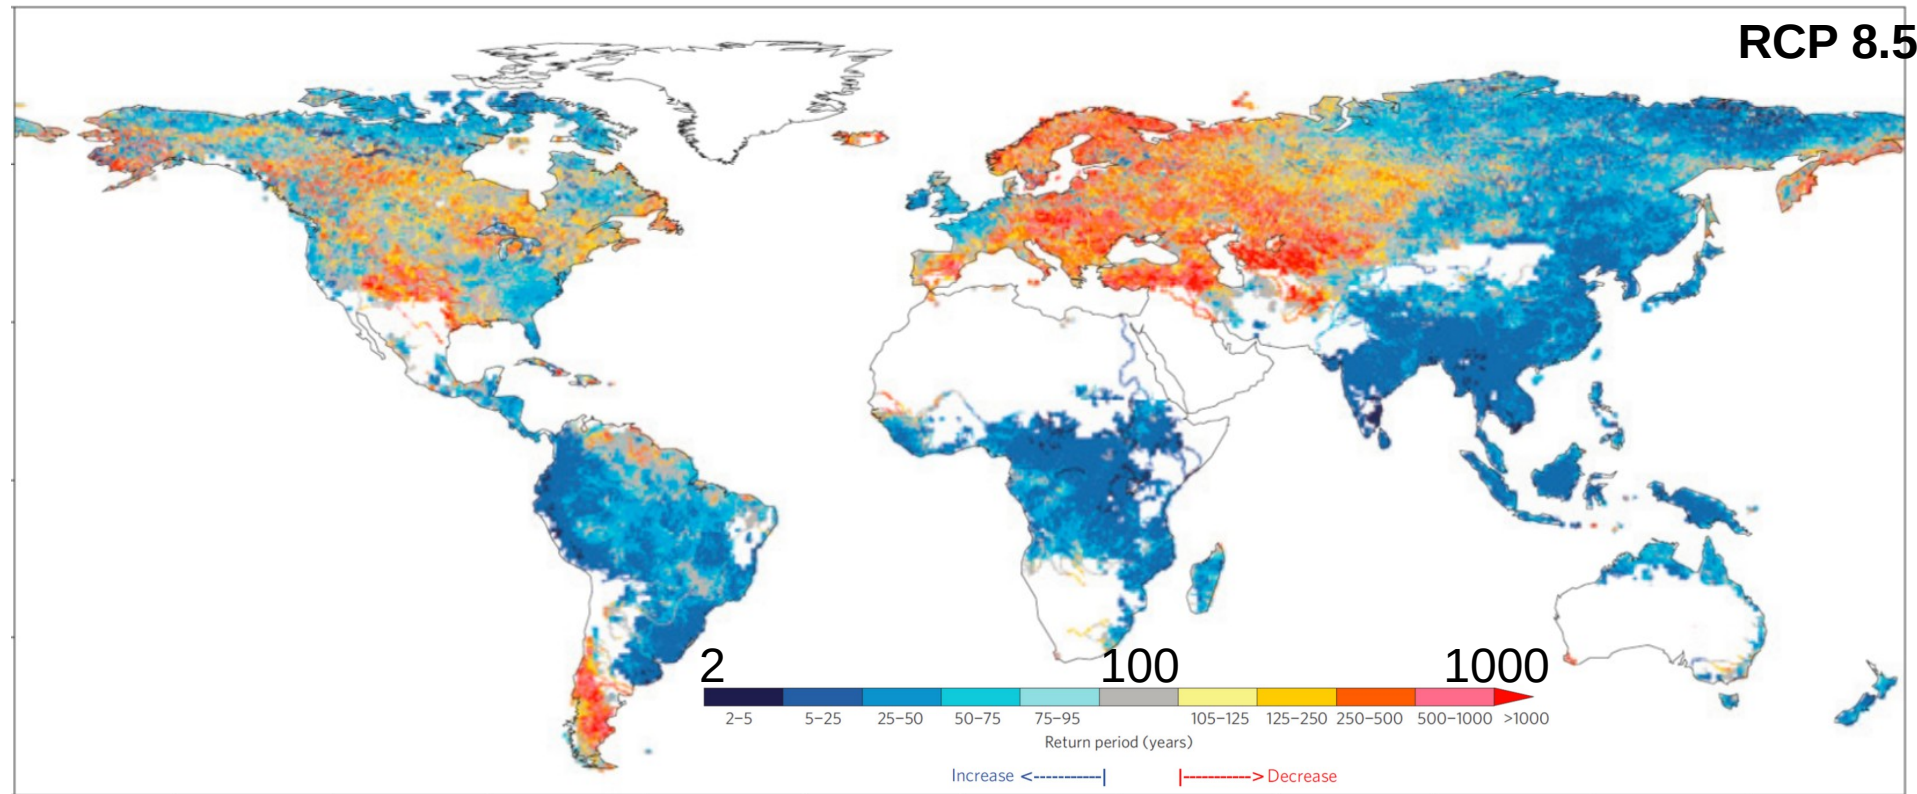 RCP 8.5
2 100 1000
2–5 5–25 25–50 50–75 75–95 105–125 125–250 250–500 500–1000 >1000
Return period (years)
Increase <----------| |----------> Decrease